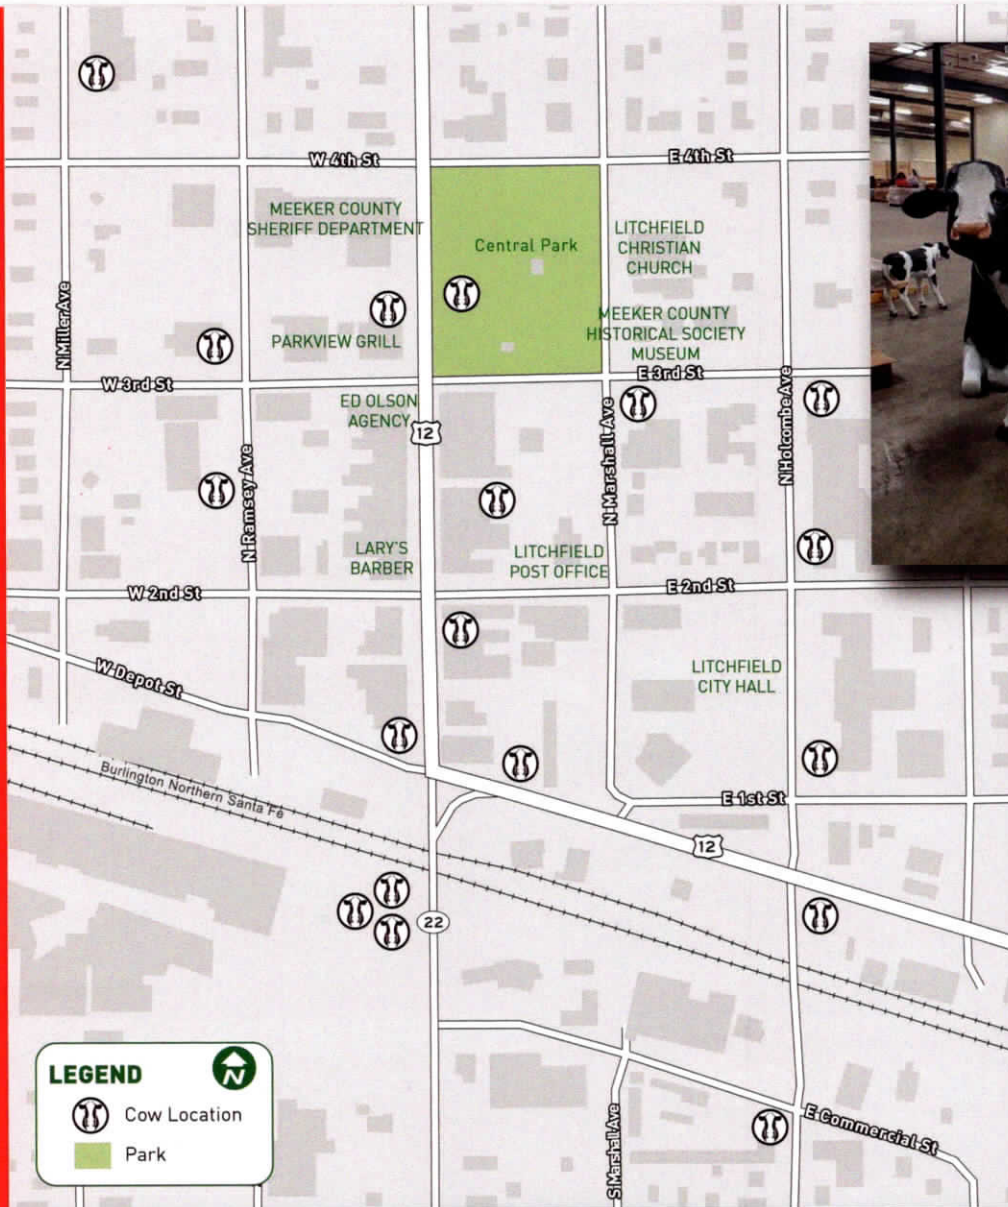 W 4th St
E 4th St
MEEKER COUNTY
SHERIFF DEPARTMENT
Central Park
LITCHFIELD
CHRISTIAN
CHURCH
N Miller Ave
PARKVIEW GRILL
MEEKER COUNTY
HISTORICAL SOCIETY
MUSEUM
W 3rd St
E 3rd St
ED OLSON
AGENCY
12
N Ramsey Ave
N Marshall Ave
N Holcombe Ave
LARY'S
BARBER
LITCHFIELD
POST OFFICE
W 2nd St
E 2nd St
W Depot St
LITCHFIELD
CITY HALL
Burlington Northern Santa Fe
E 1st St
12
22
LEGEND
N
Cow Location
Park
S Marshall Ave
E Commercial St